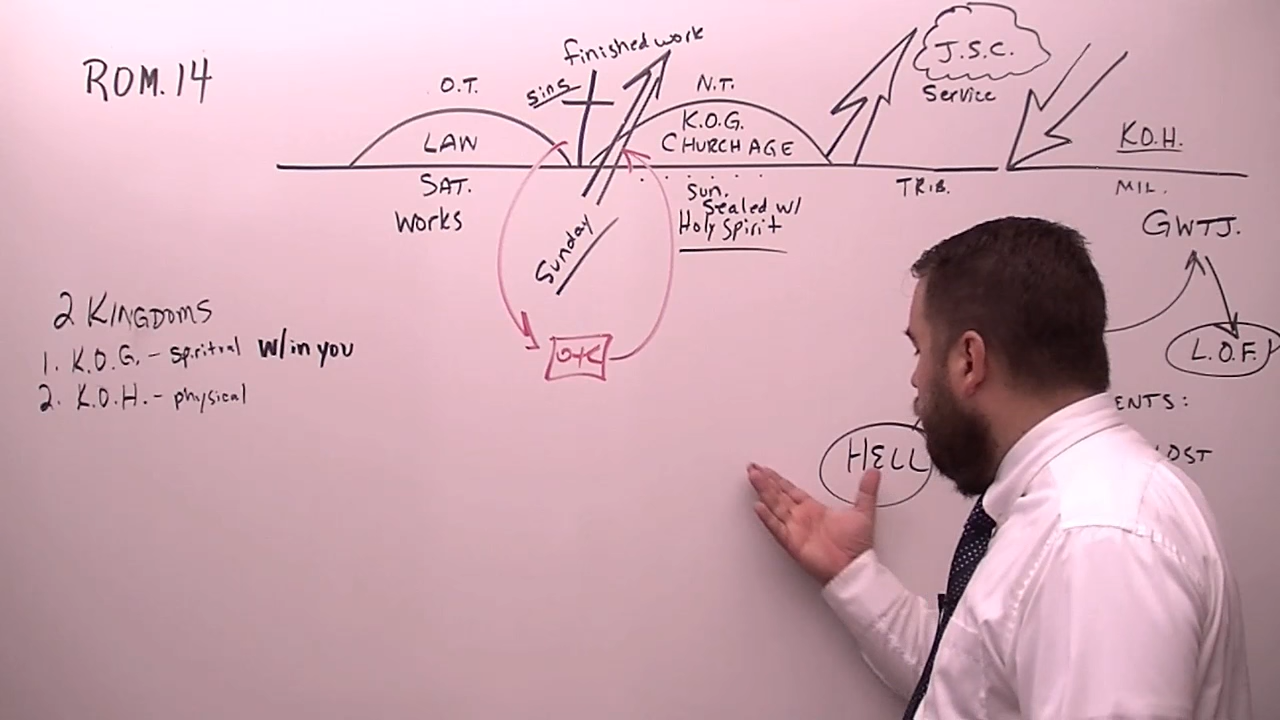 ROM. 14
O.T.
LAW
SAT.
Works
sins
finished work
Sunday
N.T.
K.O.G.
CHURCH AGE
Sun.
Sealed w/
Holy Spirit
J.S.C.
Service
TRIB.
K.O.H.
MIL.
GWTJ.
L.O.F.
ENTS:
LOST
HELL
2 KINGDOMS
1. K.O.G. - spiritual w/in you
2. K.O.H. - physical